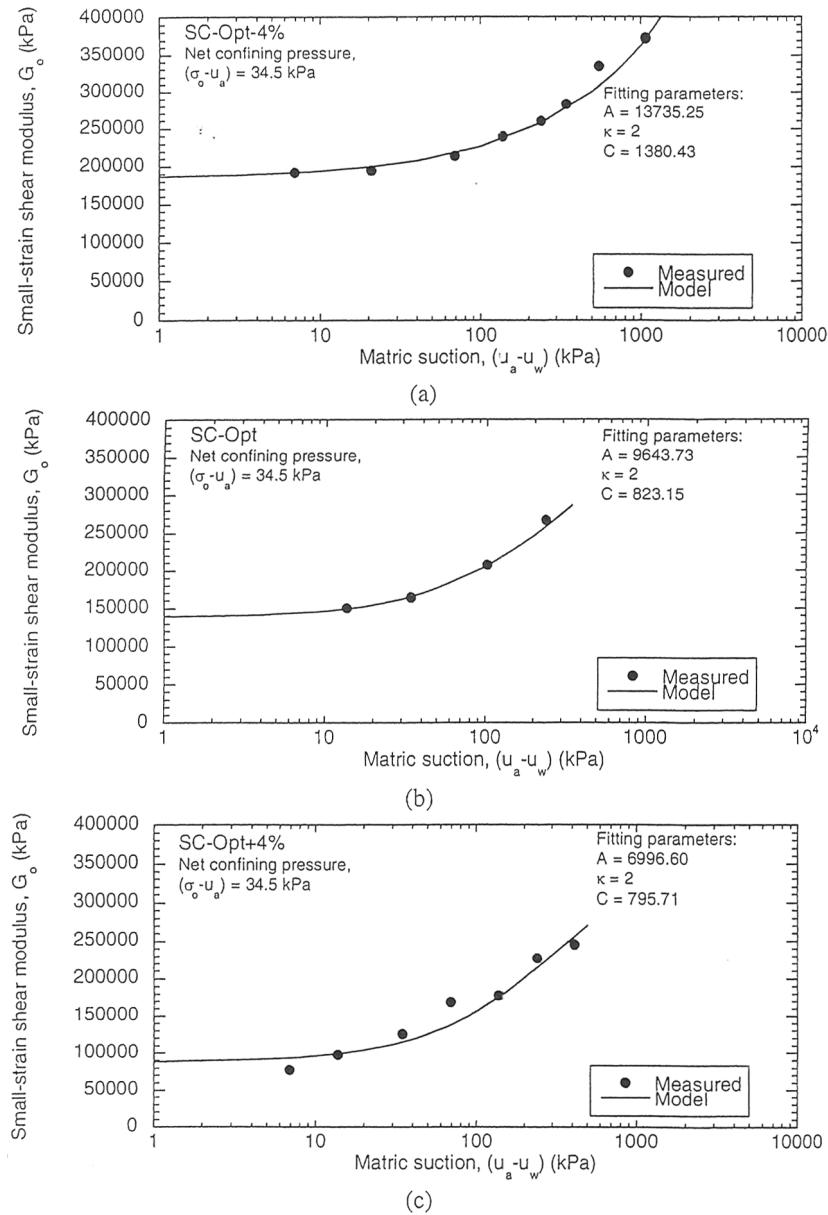 SC-Opt-4%
Net confining pressure,
(σo-ua) = 34.5 kPa
Fitting parameters:
A = 13735.25
κ = 2
C = 1380.43
Measured
Model
Small-strain shear modulus, Go (kPa)
400000
350000
300000
250000
200000
150000
100000
50000
0
1 10 100 1000 10000
Matric suction, (ua-uw) (kPa)
(a)
SC-Opt
Net confining pressure,
(σo-ua) = 34.5 kPa
Fitting parameters:
A = 9643.73
κ = 2
C = 823.15
Measured
Model
Small-strain shear modulus, Go (kPa)
400000
350000
300000
250000
200000
150000
100000
50000
0
1 10 100 1000 10⁴
Matric suction, (ua-uw) (kPa)
(b)
SC-Opt+4%
Net confining pressure,
(σo-ua) = 34.5 kPa
Fitting parameters:
A = 6996.60
κ = 2
C = 795.71
Measured
Model
Small-strain shear modulus, Go (kPa)
400000
350000
300000
250000
200000
150000
100000
50000
0
1 10 100 1000 10000
Matric suction, (ua-uw) (kPa)
(c)